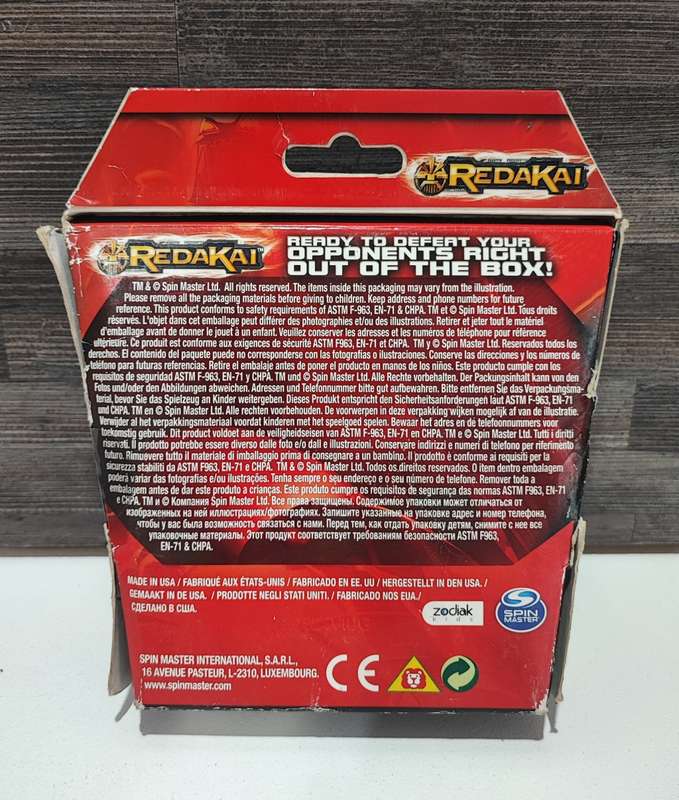 REDAKAI
REDAKAI™
READY TO DEFEAT YOUR
OPPONENTS RIGHT
OUT OF THE BOX!
TM & © Spin Master Ltd. All rights reserved. The items inside this packaging may vary from the illustration.
Please remove all the packaging materials before giving to children. Keep address and phone numbers for future
reference. This product conforms to safety requirements of ASTM F-963, EN-71 & CHPA. TM et © Spin Master Ltd. Tous droits
réservés. L'objet dans cet emballage peut différer des photographies et/ou des illustrations. Retirer et jeter tout le matériel
d'emballage avant de donner le jouet à un enfant. Veuillez conserver les adresses et les numéros de téléphone pour référence
ultérieure. Ce produit est conforme aux exigences de sécurité ASTM F-963, EN-71 et CHPA. TM y © Spin Master Ltd. Reservados todos los
derechos. El contenido del paquete puede no corresponderse con las fotografías o ilustraciones. Conserve las direcciones y los números de
teléfono para futuras referencias. Retire el embalaje antes de poner el producto en manos de los niños. Este producto cumple con los
requisitos de seguridad ASTM F-963, EN-71 y CHPA. TM und © Spin Master Ltd. Alle Rechte vorbehalten. Der Packungsinhalt kann von den
Fotos und/oder den Abbildungen abweichen. Adressen und Telefonnummern bitte gut aufbewahren. Bitte entfernen Sie das Verpackungsma-
terial, bevor Sie das Spielzeug an Kinder weitergeben. Dieses Produkt entspricht den Sicherheitsanforderungen laut ASTM F-963, EN-71
und CHPA. TM en © Spin Master Ltd. Alle rechten voorbehouden. De voorwerpen in deze verpakking wijken mogelijk af van de illustratie.
Verwijder al het verpakkingsmateriaal voordat kinderen met het speelgoed spelen. Bewaar het adres en de telefoonnummers voor
toekomstig gebruik. Dit product voldoet aan de veiligheidseisen van ASTM F-963, EN-71 en CHPA. TM e © Spin Master Ltd. Tutti i diritti
riservati. Il prodotto potrebbe essere diverso dalle foto e/o dall e illustrazioni. Conservare indirizzi e numeri di telefono per riferimento
futuro. Rimuovere tutto il materiale di imballaggio prima di consegnare a un bambino. Il prodotto è conforme ai requisiti per la
sicurezza stabiliti da ASTM F963, EN-71 e CHPA. TM & © Spin Master Ltd. Todos os direitos reservados. O item dentro embalagem
poderá variar das fotografias e/ou ilustrações. Tenha sempre o seu endereço e o seu número de telefone. Remover toda a
embalagem antes de dar este produto a crianças. Este produto cumpre os requisitos de segurança das normas ASTM F963, EN-71
e CHPA. TM и © Компания Spin Master Ltd. Все права защищены. Содержимое упаковки может отличаться от
изображенных на ней иллюстрациях/фотографиях. Запишите указанные на упаковке адрес и номер телефона,
чтобы у вас была возможность связаться с нами. Перед тем, как отдать упаковку детям, снимите с нее все
упаковочные материалы. Этот продукт соответствует требованиям безопасности ASTM F963,
EN-71 & CHPA.
MADE IN USA / FABRIQUÉ AUX ÉTATS-UNIS / FABRICADO EN EE. UU / HERGESTELLT IN DEN USA. /
GEMAAKT IN DE USA. / PRODOTTE NEGLI STATI UNITI. / FABRICADO NOS EUA./
СДЕЛАНО В США.
zodiak
KIDS
SPIN
MASTER
SPIN MASTER INTERNATIONAL, S.A.R.L.,
16 AVENUE PASTEUR, L-2310, LUXEMBOURG.
www.spinmaster.com
CE